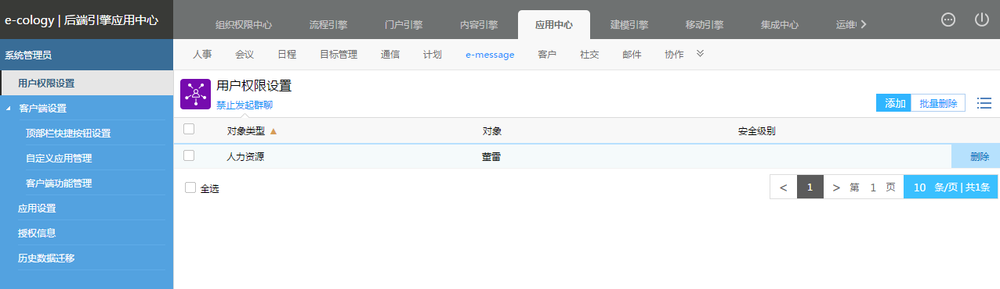 e-cology | 后端引擎应用中心
组织权限中心 流程引擎 门户引擎 内容引擎 应用中心 建模引擎 移动引擎 集成中心 运维
系统管理员
人事 会议 日程 目标管理 通信 计划 e-message 客户 社交 邮件 协作
用户权限设置
客户端设置
顶部栏快捷按钮设置
自定义应用管理
客户端功能管理
应用设置
授权信息
历史数据迁移
用户权限设置
禁止发起群聊
添加 批量删除
对象类型 对象 安全级别
人力资源 董雷 删除
全选
< 1 > 第 1 页 10 条/页 | 共1条